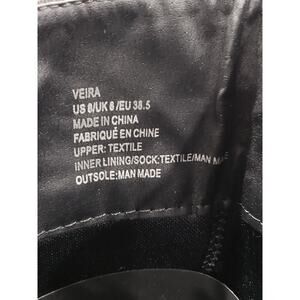 VEIRA
US 8/UK 6/EU 38.5
MADE IN CHINA
FABRIQUÉ EN CHINE
UPPER: TEXTILE
INNER LINING/SOCK:TEXTILE/MAN MADE
OUTSOLE:MAN MADE